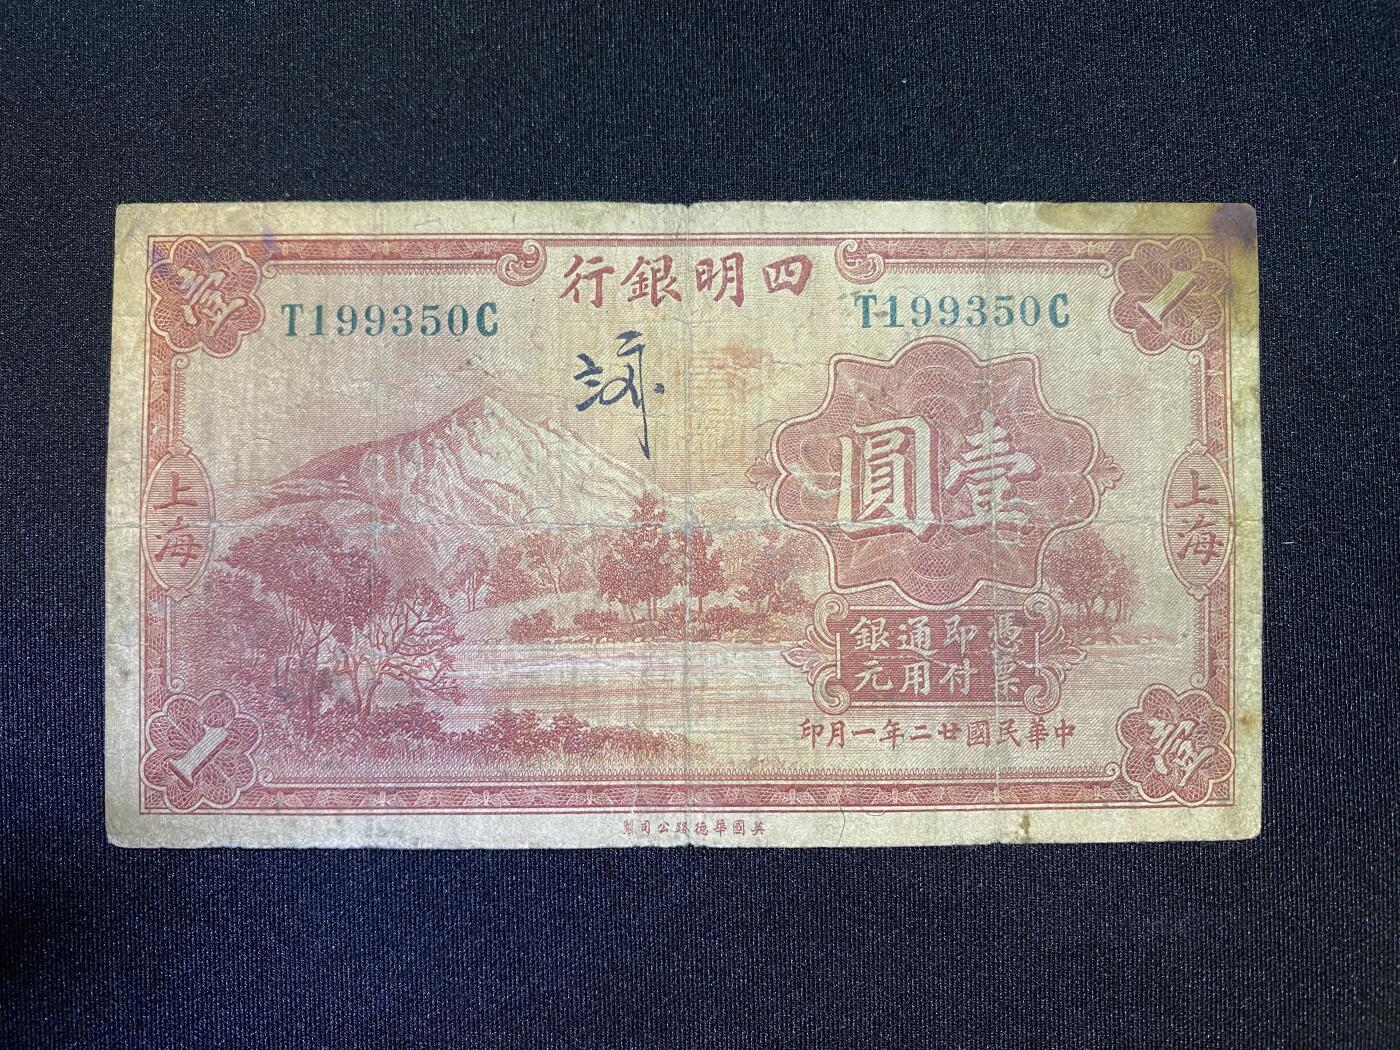 四明銀行
T199350C
T199350C
壹
1
上海
上海
壹圓
憑票即付
通用銀元
中華民國廿二年一月印
1
壹
英國華德路公司製